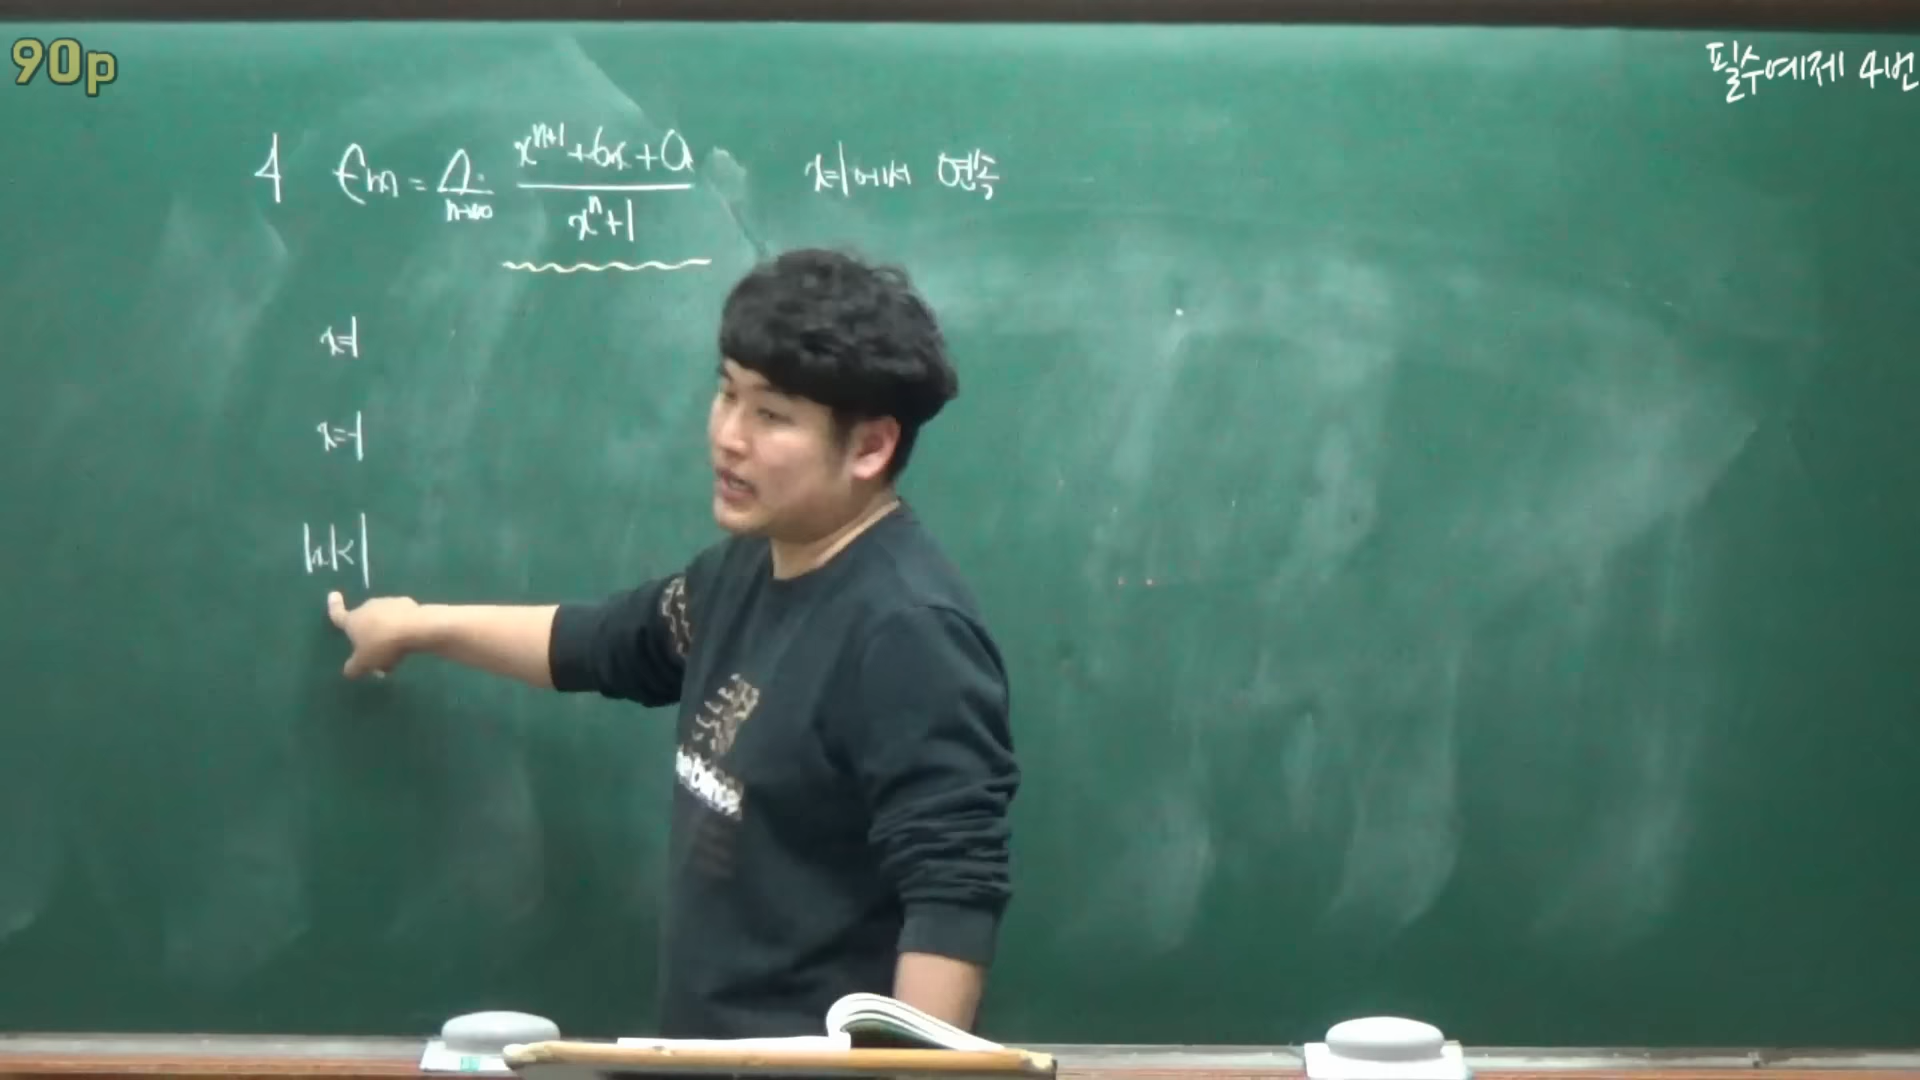 90p
필수예제 4번
4 f(x) = lim n→∞ (x^{n+1}+6x+a)/(x^n+1) x=1에서 연속
x=1
x=-1
|x|<1